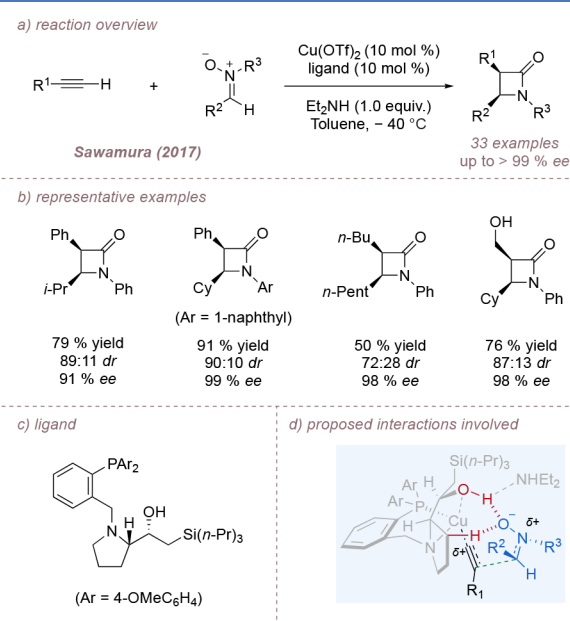 a) reaction overview
R¹
H
+
O
−
N
+
R³
R²
H
Cu(OTf)₂ (10 mol %)
ligand (10 mol %)
Et₂NH (1.0 equiv.)
Toluene, − 40 °C
R¹
O
N
R²
R³
Sawamura (2017)
33 examples
up to > 99 % ee
b) representative examples
Ph
O
N
i-Pr
Ph
Ph
O
N
Cy
Ar
(Ar = 1-naphthyl)
n-Bu
O
N
n-Pent
Ph
OH
O
N
Cy
Ph
79 % yield
89:11 dr
91 % ee
91 % yield
90:10 dr
99 % ee
50 % yield
72:28 dr
98 % ee
76 % yield
87:13 dr
98 % ee
c) ligand
PAr₂
OH
N
H
Si(n-Pr)₃
(Ar = 4-OMeC₆H₄)
d) proposed interactions involved
Si(n-Pr)₃
Ar
H
O
H
NHEt₂
Ar
P
Cu
O
−
δ+
N
H
N
R²
R³
δ+
H
R₁